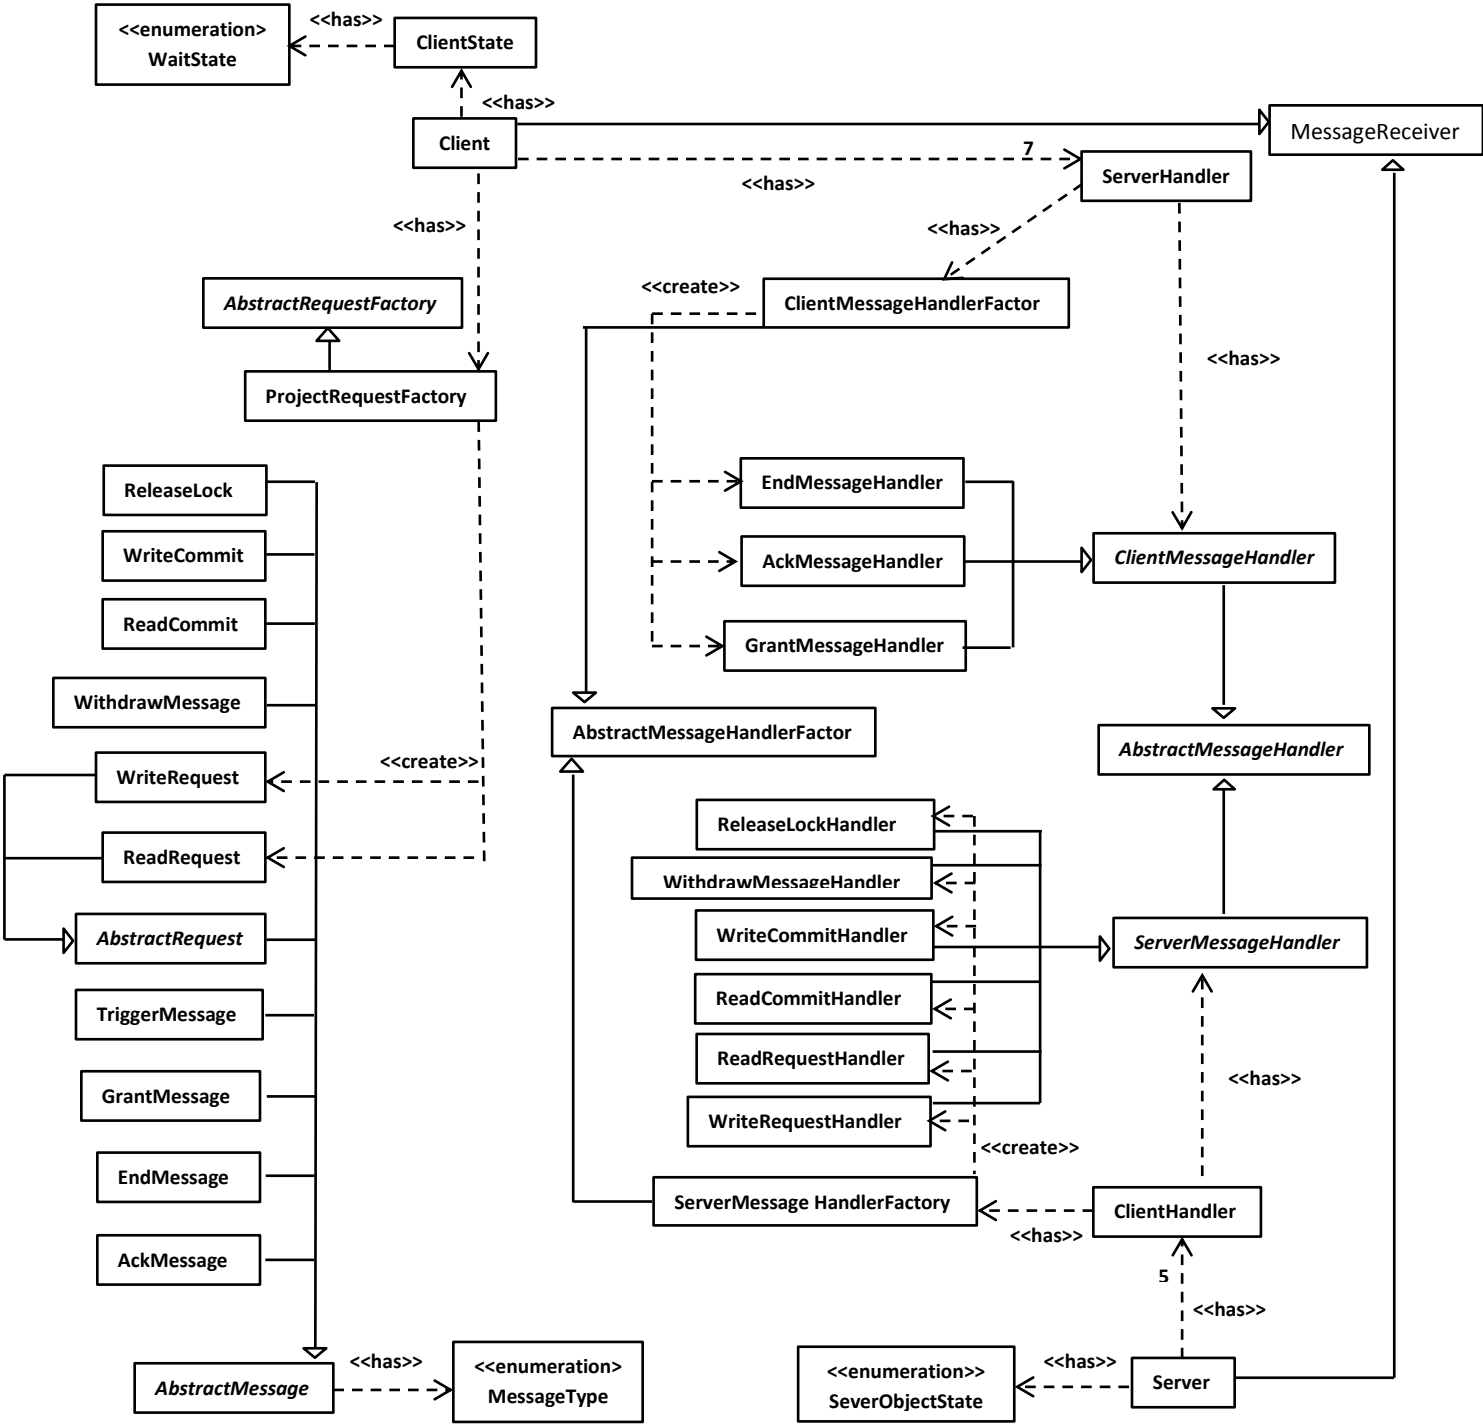 <<has>>
<<enumeration>
WaitState
ClientState
<<has>>
Client
MessageReceiver
7
<<has>>
ServerHandler
<<has>>
<<has>>
<<create>>
AbstractRequestFactory
ClientMessageHandlerFactor
<<has>>
ProjectRequestFactory
ReleaseLock
EndMessageHandler
WriteCommit
AckMessageHandler
ClientMessageHandler
ReadCommit
GrantMessageHandler
WithdrawMessage
AbstractMessageHandlerFactor
AbstractMessageHandler
<<create>>
WriteRequest
ReleaseLockHandler
ReadRequest
WithdrawMessageHandler
AbstractRequest
WriteCommitHandler
ServerMessageHandler
ReadCommitHandler
TriggerMessage
ReadRequestHandler
<<has>>
GrantMessage
WriteRequestHandler
<<create>>
EndMessage
ServerMessage HandlerFactory
ClientHandler
<<has>>
AckMessage
5
<<has>>
<<has>>
<<has>>
AbstractMessage
<<enumeration>
MessageType
<<enumeration>>
SeverObjectState
Server